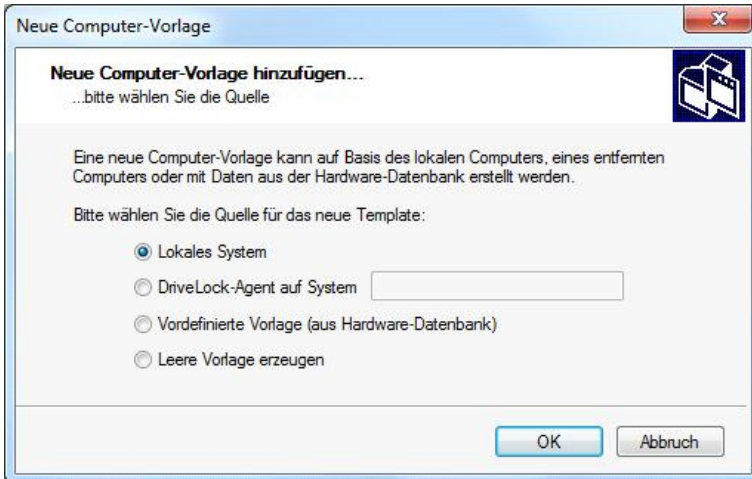 Neue Computer-Vorlage
Neue Computer-Vorlage hinzufügen...
...bitte wählen Sie die Quelle
Eine neue Computer-Vorlage kann auf Basis des lokalen Computers, eines entfernten
Computers oder mit Daten aus der Hardware-Datenbank erstellt werden.
Bitte wählen Sie die Quelle für das neue Template:
Lokales System
DriveLock-Agent auf System
Vordefinierte Vorlage (aus Hardware-Datenbank)
Leere Vorlage erzeugen
OK Abbruch